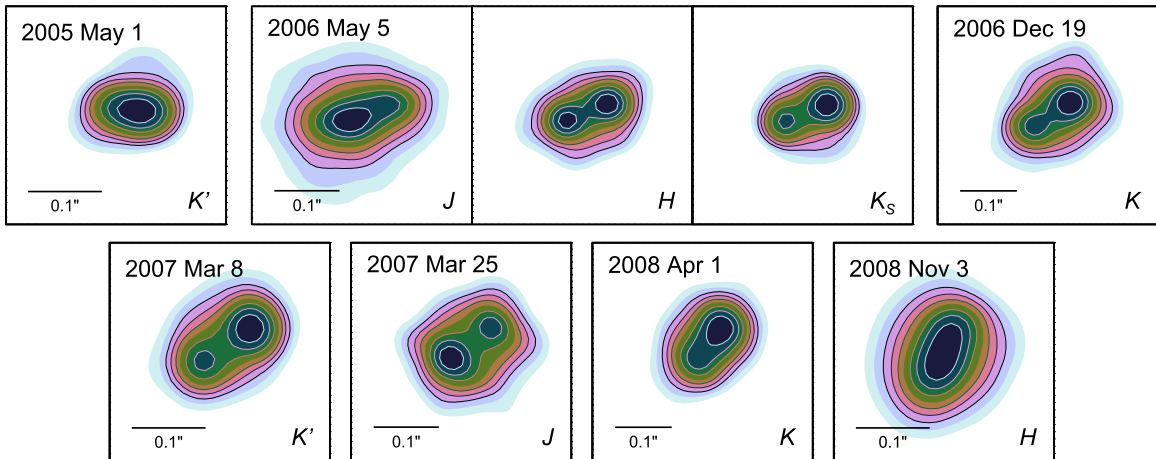 2005 May 1
0.1"
K'
2006 May 5
0.1"
J
H
K_S
2006 Dec 19
0.1"
K
2007 Mar 8
0.1"
K'
2007 Mar 25
0.1"
J
2008 Apr 1
0.1"
K
2008 Nov 3
0.1"
H